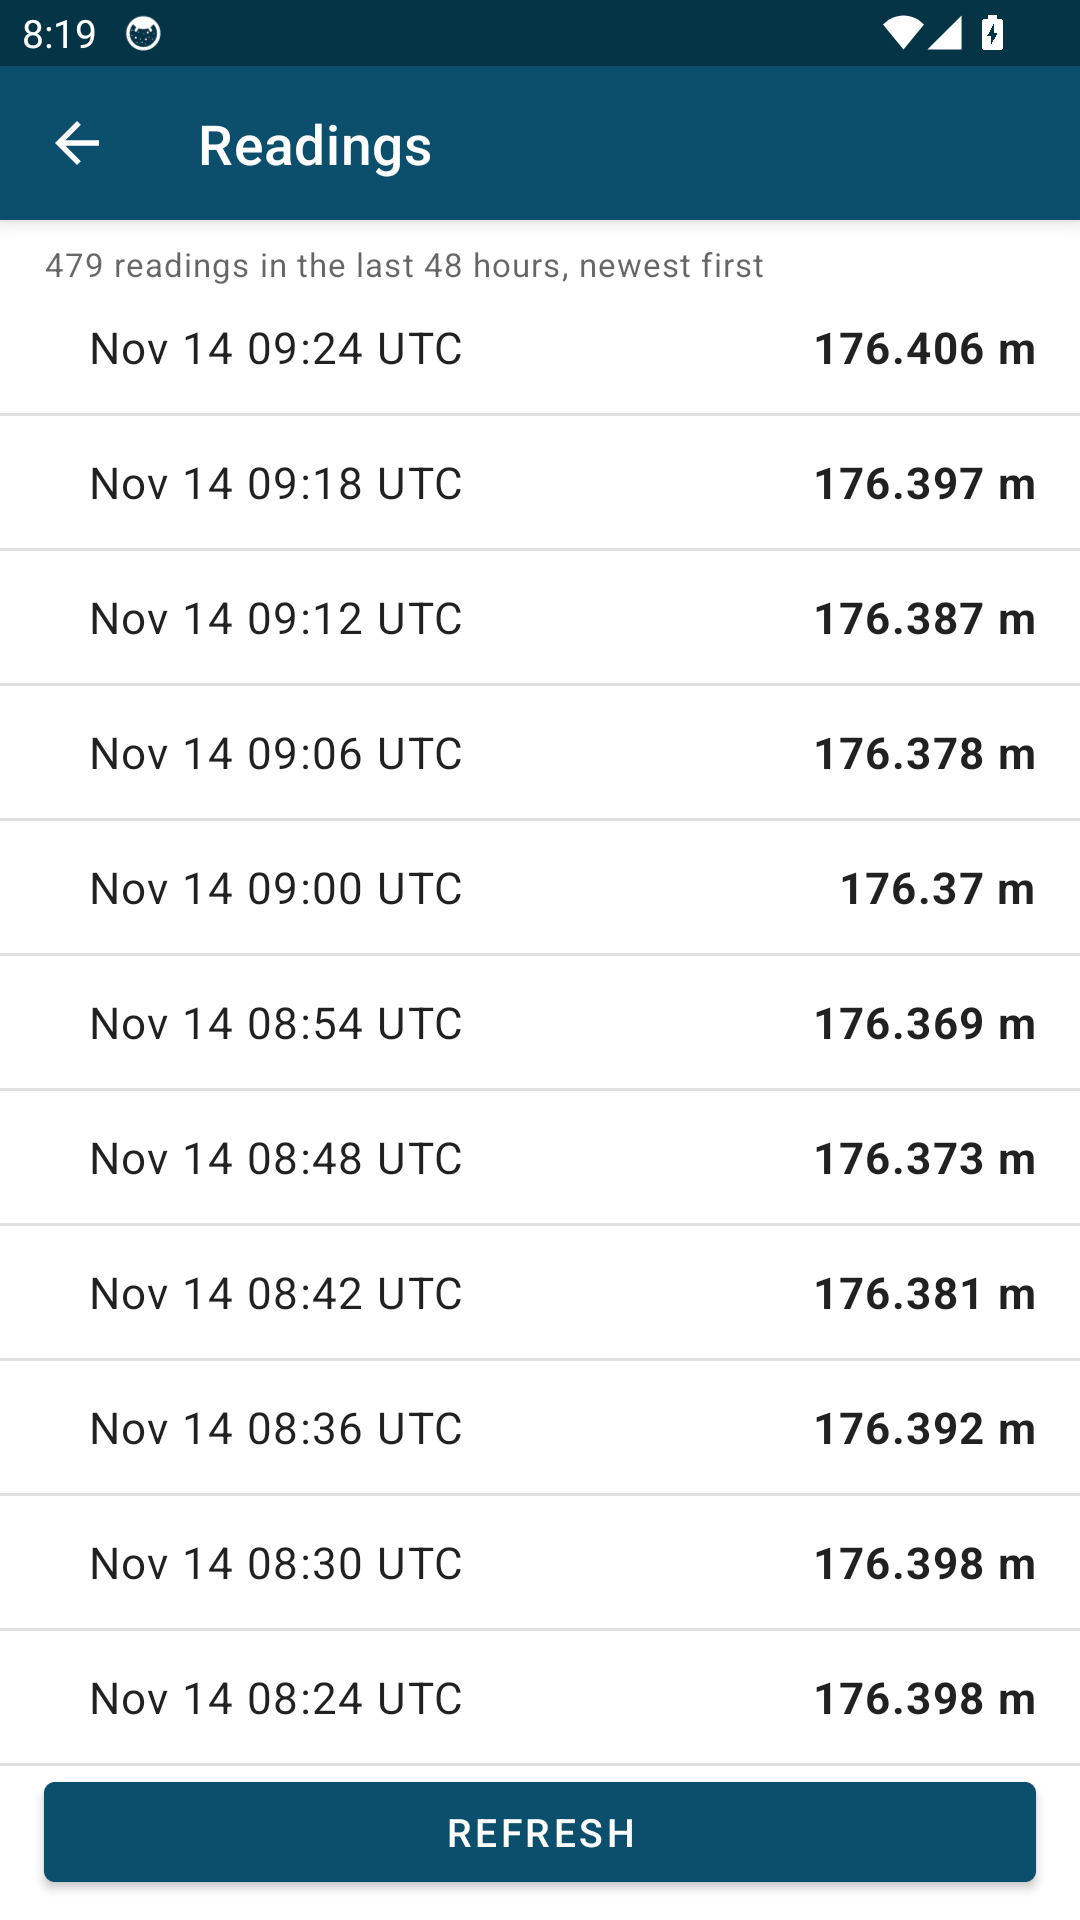 8:19
Readings
479 readings in the last 48 hours, newest first
Nov 14 09:24 UTC 176.406 m
Nov 14 09:18 UTC 176.397 m
Nov 14 09:12 UTC 176.387 m
Nov 14 09:06 UTC 176.378 m
Nov 14 09:00 UTC 176.37 m
Nov 14 08:54 UTC 176.369 m
Nov 14 08:48 UTC 176.373 m
Nov 14 08:42 UTC 176.381 m
Nov 14 08:36 UTC 176.392 m
Nov 14 08:30 UTC 176.398 m
Nov 14 08:24 UTC 176.398 m
REFRESH